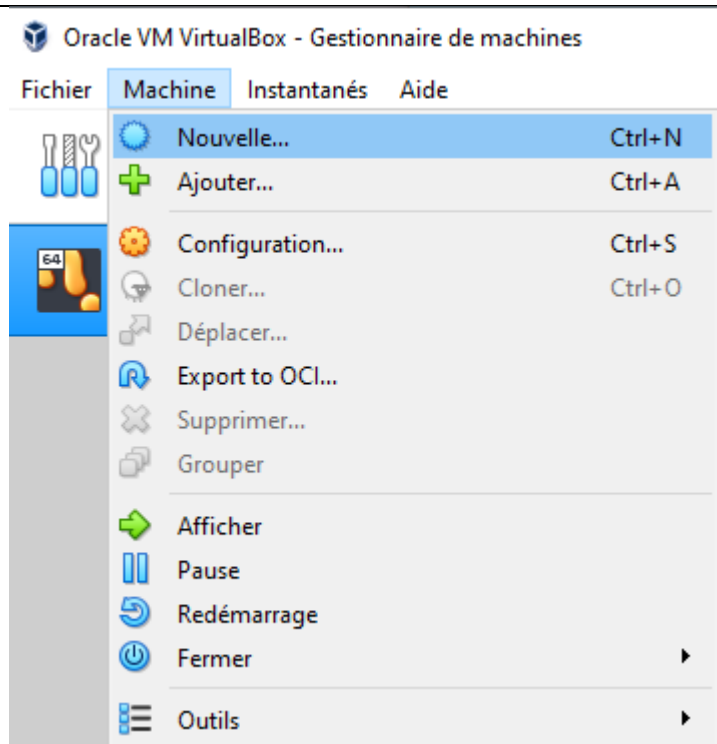 Oracle VM VirtualBox - Gestionnaire de machines
Fichier Machine Instantanés Aide
Nouvelle... Ctrl+N
Ajouter... Ctrl+A
64
Configuration... Ctrl+S
Cloner... Ctrl+O
Déplacer...
Export to OCI...
Supprimer...
Grouper
Afficher
Pause
Redémarrage
Fermer
Outils